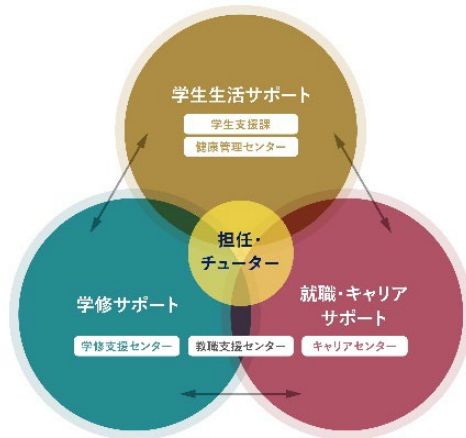 学生生活サポート
学生支援課
健康管理センター
担任・
チューター
学修サポート
就職・キャリア
サポート
学修支援センター
教職支援センター
キャリアセンター